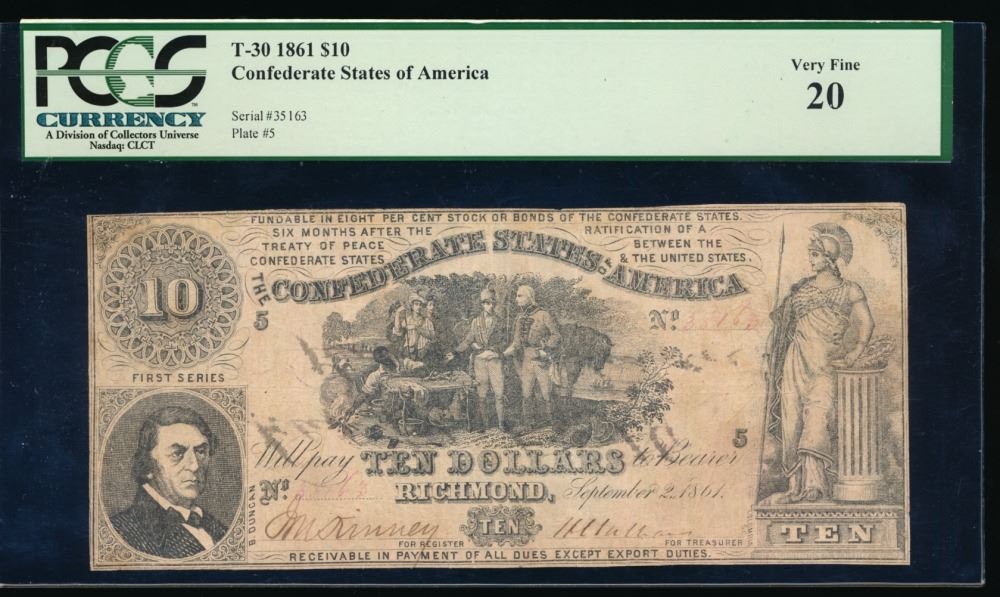 PCGS
CURRENCY
A Division of Collectors Universe
Nasdaq: CLCT
T-30 1861 $10
Confederate States of America
Serial #35163
Plate #5
Very Fine
20
FUNDABLE IN EIGHT PER CENT STOCK OR BONDS OF THE CONFEDERATE STATES.
SIX MONTHS AFTER THE RATIFICATION OF A
TREATY OF PEACE BETWEEN THE
CONFEDERATE STATES & THE UNITED STATES.
THE CONFEDERATE STATES OF AMERICA
10
5
No 35163
FIRST SERIES
5
Will pay TEN DOLLARS to Bearer
No
RICHMOND, September 2, 1861.
B DUNCAN
TEN
TEN
FOR REGISTER
FOR TREASURER
RECEIVABLE IN PAYMENT OF ALL DUES EXCEPT EXPORT DUTIES.